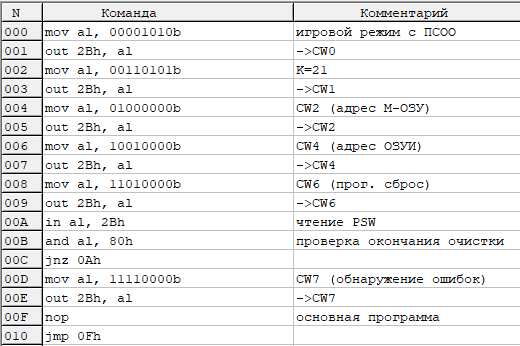 N Команда Комментарий
000 mov al, 00001010b игровой режим с ПСОО
001 out 2Bh, al ->CW0
002 mov al, 00110101b K=21
003 out 2Bh, al ->CW1
004 mov al, 01000000b CW2 (адрес М-ОЗУ)
005 out 2Bh, al ->CW2
006 mov al, 10010000b CW4 (адрес ОЗУИ)
007 out 2Bh, al ->CW4
008 mov al, 11010000b CW6 (прог. сброс)
009 out 2Bh, al ->CW6
00A in al, 2Bh чтение PSW
00B and al, 80h проверка окончания очистки
00C jnz 0Ah
00D mov al, 11110000b CW7 (обнаружение ошибок)
00E out 2Bh, al ->CW7
00F nop основная программа
010 jmp 0Fh